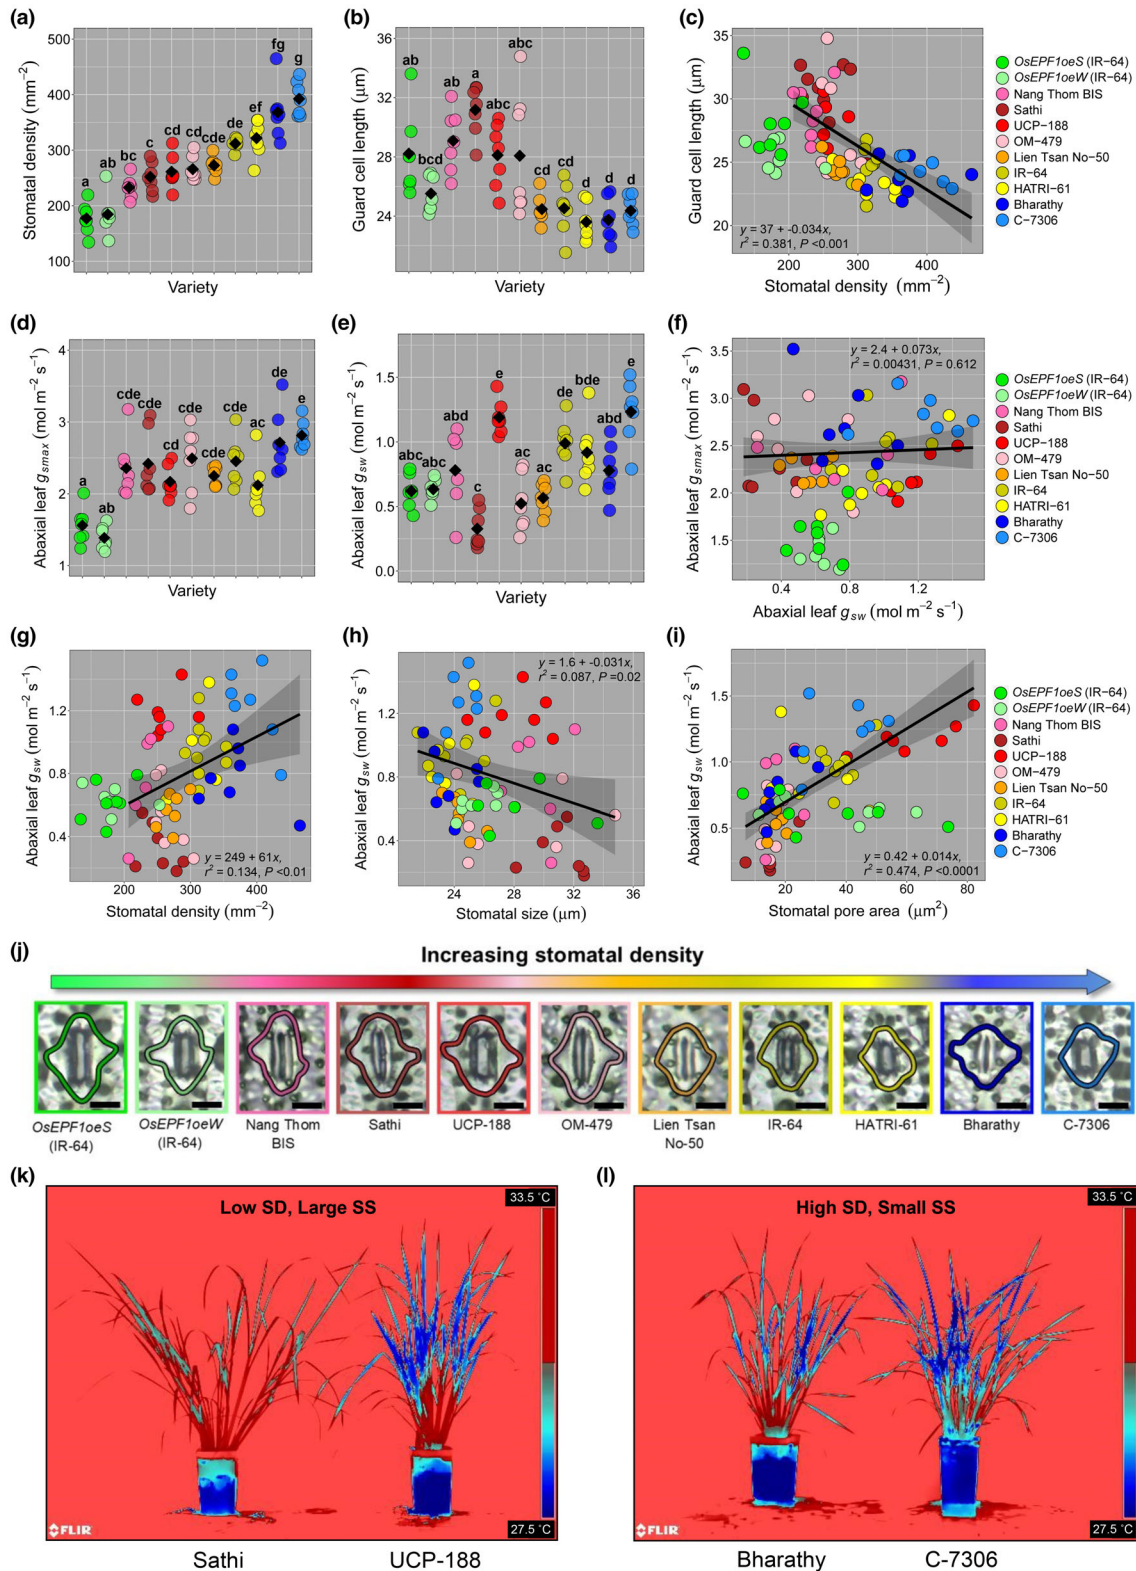 (a)
Stomatal density (mm−2)
500
400
300
200
100
a
ab
bc
c
cd
cd
cde
de
ef
fg
g
Variety
(b)
Guard cell length (µm)
36
32
28
24
ab
bcd
ab
a
abc
abc
cd
cd
d
d
d
Variety
(c)
Guard cell length (µm)
35
30
25
20
y = 37 + -0.034x,
r2 = 0.381, P <0.001
200
300
400
Stomatal density (mm−2)
OsEPF1oeS (IR-64)
OsEPF1oeW (IR-64)
Nang Thom BIS
Sathi
UCP−188
OM−479
Lien Tsan No−50
IR−64
HATRI−61
Bharathy
C−7306
(d)
Abaxial leaf gsmax (mol m−2 s−1)
4
3
2
1
a
ab
cde
cde
cd
cde
cde
cde
ac
de
e
Variety
(e)
Abaxial leaf gsw (mol m−2 s−1)
1.5
1.0
0.5
0.0
abc
abc
abd
c
e
ac
ac
de
bde
abd
e
Variety
(f)
Abaxial leaf gsmax (mol m−2 s−1)
3.5
3.0
2.5
2.0
1.5
y = 2.4 + 0.073x,
r2 = 0.00431, P = 0.612
0.4
0.8
1.2
Abaxial leaf gsw (mol m−2 s−1)
OsEPF1oeS (IR-64)
OsEPF1oeW (IR-64)
Nang Thom BIS
Sathi
UCP−188
OM−479
Lien Tsan No−50
IR−64
HATRI−61
Bharathy
C−7306
(g)
Abaxial leaf gsw (mol m−2 s−1)
1.6
1.2
0.8
0.4
y = 249 + 61x,
r2 = 0.134, P <0.01
200
300
400
Stomatal density (mm−2)
(h)
Abaxial leaf gsw (mol m−2 s−1)
1.5
1.2
0.9
0.6
0.3
y = 1.6 + -0.031x,
r2 = 0.087, P =0.02
24
28
32
36
Stomatal size (µm)
(i)
Abaxial leaf gsw (mol m−2 s−1)
1.5
1.0
0.5
y = 0.42 + 0.014x,
r2 = 0.474, P <0.0001
20
40
60
80
Stomatal pore area (µm2)
OsEPF1oeS (IR-64)
OsEPF1oeW (IR-64)
Nang Thom BIS
Sathi
UCP−188
OM−479
Lien Tsan No−50
IR−64
HATRI−61
Bharathy
C−7306
(j)
Increasing stomatal density
OsEPF1oeS
(IR-64)
OsEPF1oeW
(IR-64)
Nang Thom
BIS
Sathi
UCP-188
OM-479
Lien Tsan
No-50
IR-64
HATRI-61
Bharathy
C-7306
(k)
Low SD, Large SS
33.5 ˚C
27.5 ˚C
FLIR
Sathi
UCP-188
(l)
High SD, Small SS
33.5 ˚C
27.5 ˚C
FLIR
Bharathy
C-7306